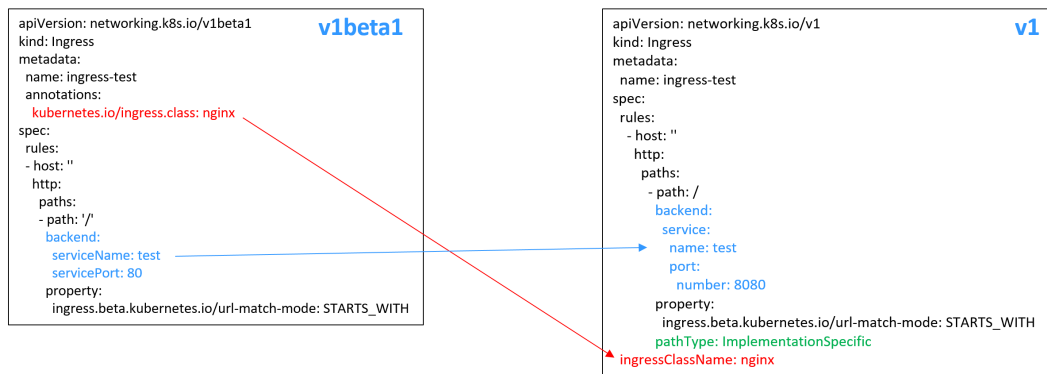 v1beta1
apiVersion: networking.k8s.io/v1beta1
kind: Ingress
metadata:
  name: ingress-test
  annotations:
    kubernetes.io/ingress.class: nginx
spec:
  rules:
  - host: ''
    http:
      paths:
      - path: '/'
        backend:
          serviceName: test
          servicePort: 80
        property:
          ingress.beta.kubernetes.io/url-match-mode: STARTS_WITH
v1
apiVersion: networking.k8s.io/v1
kind: Ingress
metadata:
  name: ingress-test
spec:
  rules:
    - host: ''
      http:
        paths:
          - path: /
            backend:
              service:
                name: test
                port:
                  number: 8080
            property:
              ingress.beta.kubernetes.io/url-match-mode: STARTS_WITH
            pathType: ImplementationSpecific
  ingressClassName: nginx